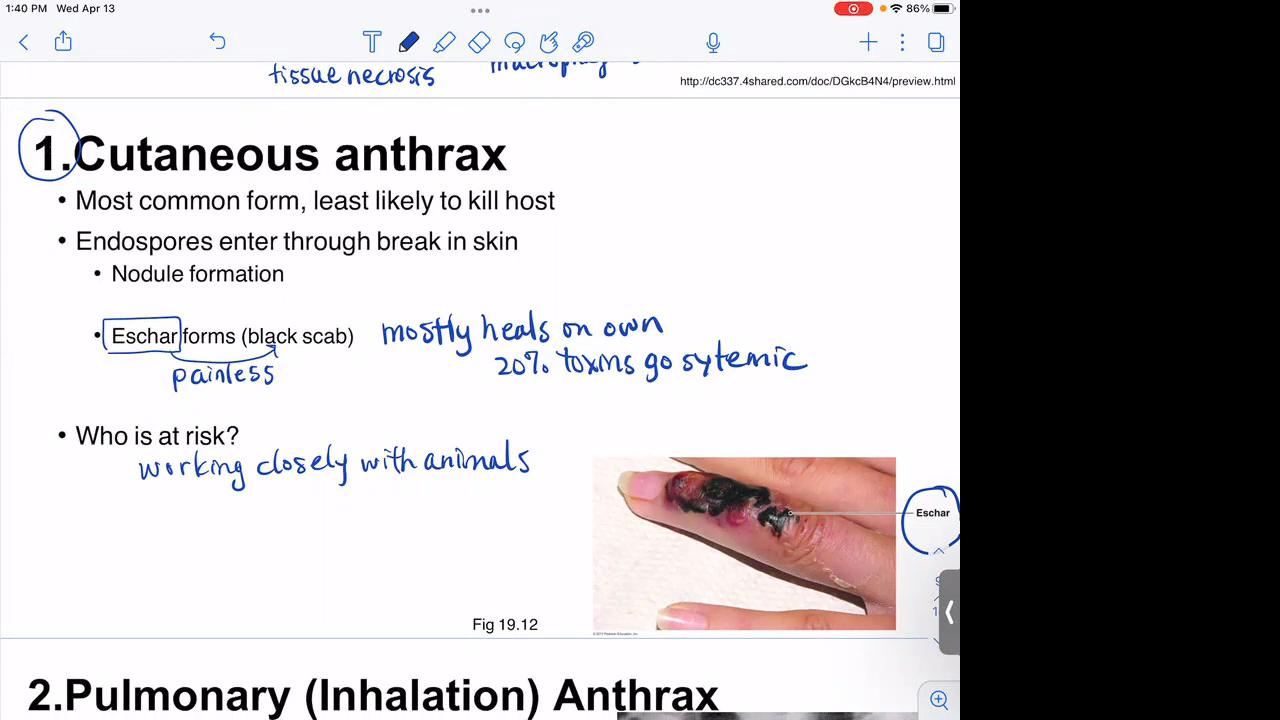 1:40 PM Wed Apr 13
86%
tissue necrosis
http://dc337.4shared.com/doc/DGkcB4N4/preview.html
1.Cutaneous anthrax
• Most common form, least likely to kill host
• Endospores enter through break in skin
• Nodule formation
• Eschar forms (black scab) mostly heals on own
20% toxins go sytemic
painless
• Who is at risk?
working closely with animals
Eschar
Fig 19.12
2.Pulmonary (Inhalation) Anthrax